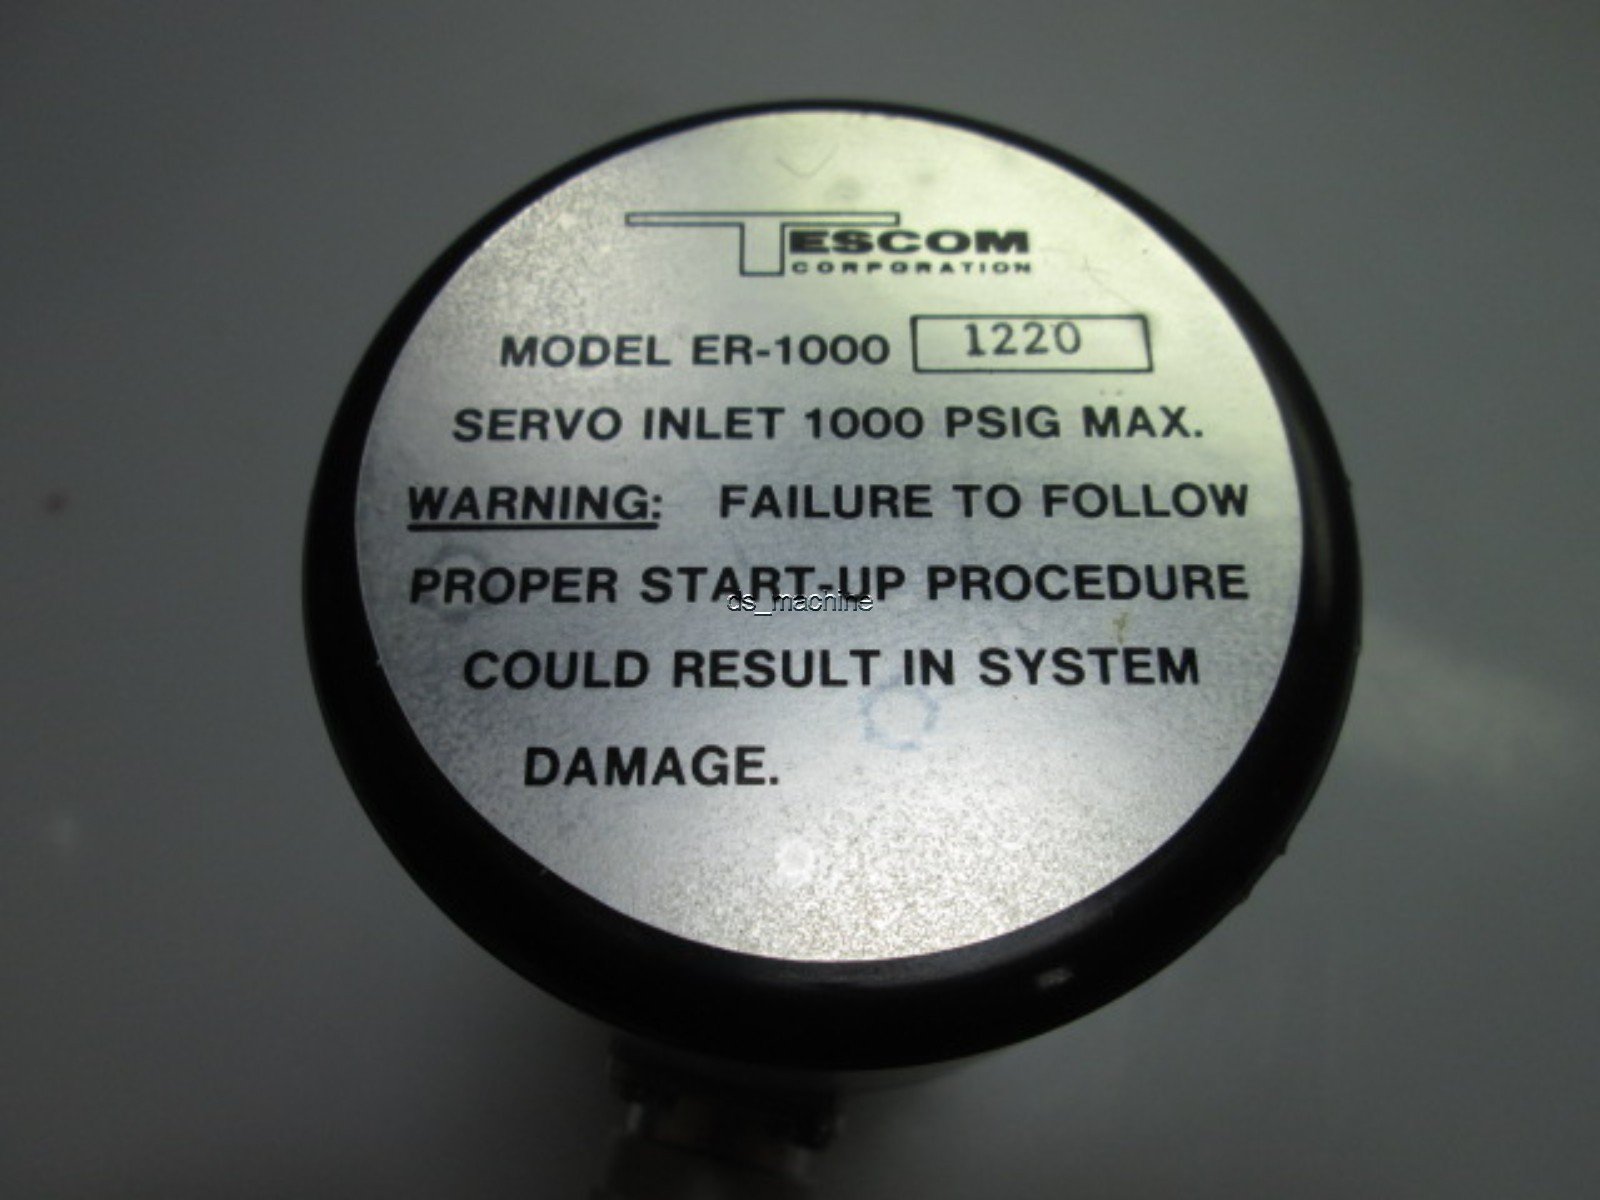 TESCOM
CORPORATION
MODEL ER-1000 1220
SERVO INLET 1000 PSIG MAX.
WARNING: FAILURE TO FOLLOW
PROPER START-UP PROCEDURE
ds_machine
COULD RESULT IN SYSTEM
DAMAGE.